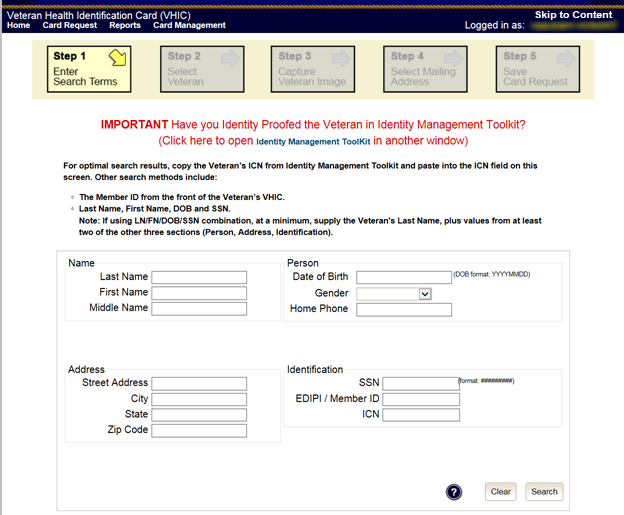 Veteran Health Identification Card (VHIC)
Skip to Content
Home Card Request Reports Card Management
Logged in as:
Step 1
Enter
Search Terms
Step 2
Select
Veteran
Step 3
Capture
Veteran Image
Step 4
Select Mailing
Address
Step 5
Save
Card Request
IMPORTANT Have you Identity Proofed the Veteran in Identity Management Toolkit?
(Click here to open Identity Management ToolKit in another window)
For optimal search results, copy the Veteran's ICN from Identity Management Toolkit and paste into the ICN field on this
screen. Other search methods include:
The Member ID from the front of the Veteran's VHIC.
Last Name, First Name, DOB and SSN.
Note: If using LN/FN/DOB/SSN combination, at a minimum, supply the Veteran's Last Name, plus values from at least
two of the other three sections (Person, Address, Identification).
Name
Last Name
First Name
Middle Name
Person
Date of Birth (DOB format: YYYYMMDD)
Gender
Home Phone
Address
Street Address
City
State
Zip Code
Identification
SSN (format: #########)
EDIPI / Member ID
ICN
? Clear Search